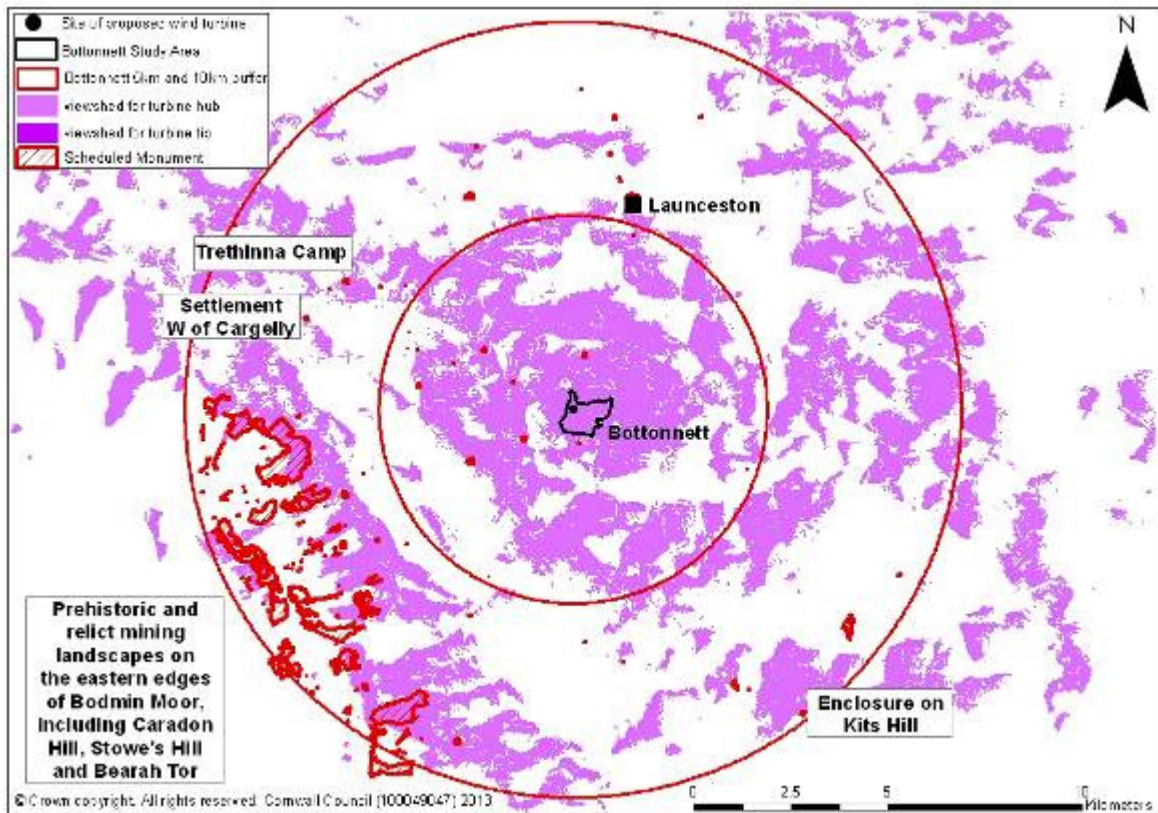 Site of proposed wind turbine
Bottonnett Study Area
Bottonnett 5km and 10km buffer
viewshed for turbine hub
viewshed for turbine tip
Scheduled Monument
N
Launceston
Trethinna Camp
Settlement
W of Cargelly
Bottonnett
Prehistoric and
relict mining
landscapes on
the eastern edges
of Bodmin Moor,
including Caradon
Hill, Stowe's Hill
and Bearah Tor
Enclosure on
Kits Hill
© Crown copyright. All rights reserved. Cornwall Council (100049047) 2013
0 2.5 5 10
Kilometers